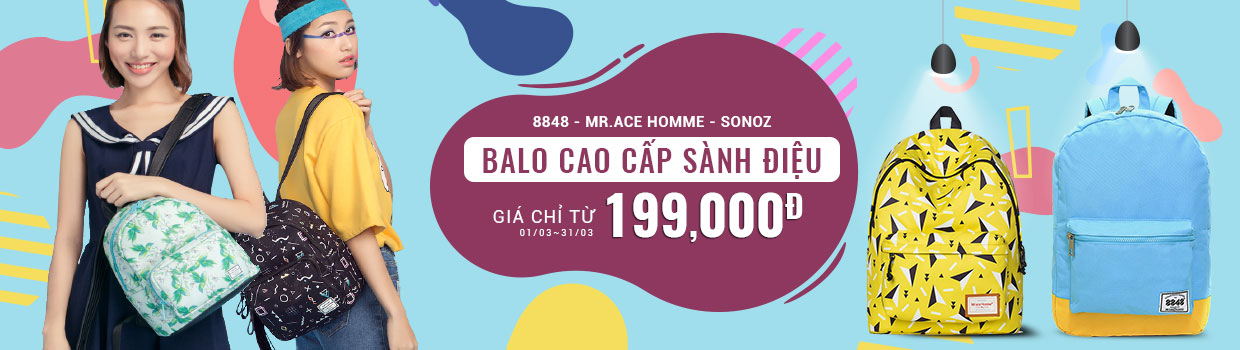 8848 - MR.ACE HOMME - SONOZ
BALO CAO CẤP SÀNH ĐIỆU
GIÁ CHỈ TỪ 199,000Đ
01/03~31/03
8848